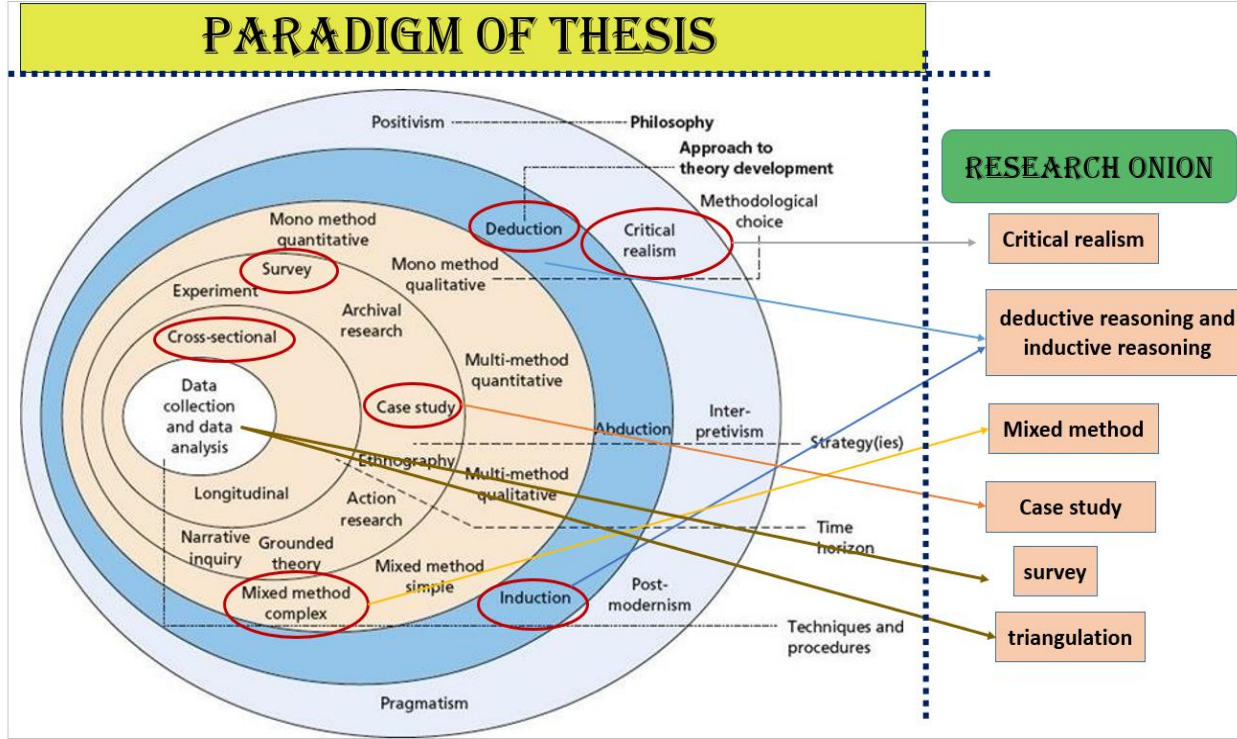 PARADIGM OF THESIS
Positivism
Philosophy
Approach to
theory development
Methodological
choice
Deduction
Critical
realism
Mono method
quantitative
Survey
Mono method
qualitative
Experiment
Archival
research
Cross-sectional
Multi-method
quantitative
Data
collection
and data
analysis
Case study
Inter-
pretivism
Abduction
Strategy(ies)
Ethnography
Multi-method
qualitative
Longitudinal
Action
research
Time
horizon
Narrative
inquiry
Grounded
theory
Mixed method
simple
Mixed method
complex
Induction
Post-
modernism
Techniques and
procedures
Pragmatism
RESEARCH ONION
Critical realism
deductive reasoning and
inductive reasoning
Mixed method
Case study
survey
triangulation